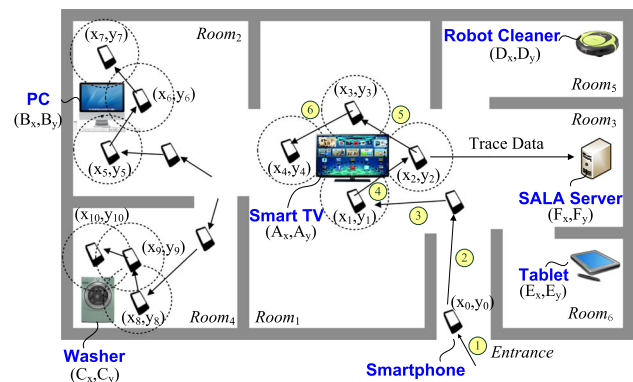 (x7,y7)
Room2
Robot Cleaner
(Dx,Dy)
Room5
PC
(Bx,By)
(x6,y6)
(x5,y5)
(x3,y3)
6
5
(x4,y4)
(x2,y2)
Trace Data
Room3
SALA Server
(Fx,Fy)
4
Smart TV
(Ax,Ay)
(x1,y1)
3
(x10,y10)
(x9,y9)
(x8,y8)
2
Tablet
(Ex,Ey)
Room4
Room1
(x0,y0)
Room6
Washer
(Cx,Cy)
Smartphone
1
Entrance